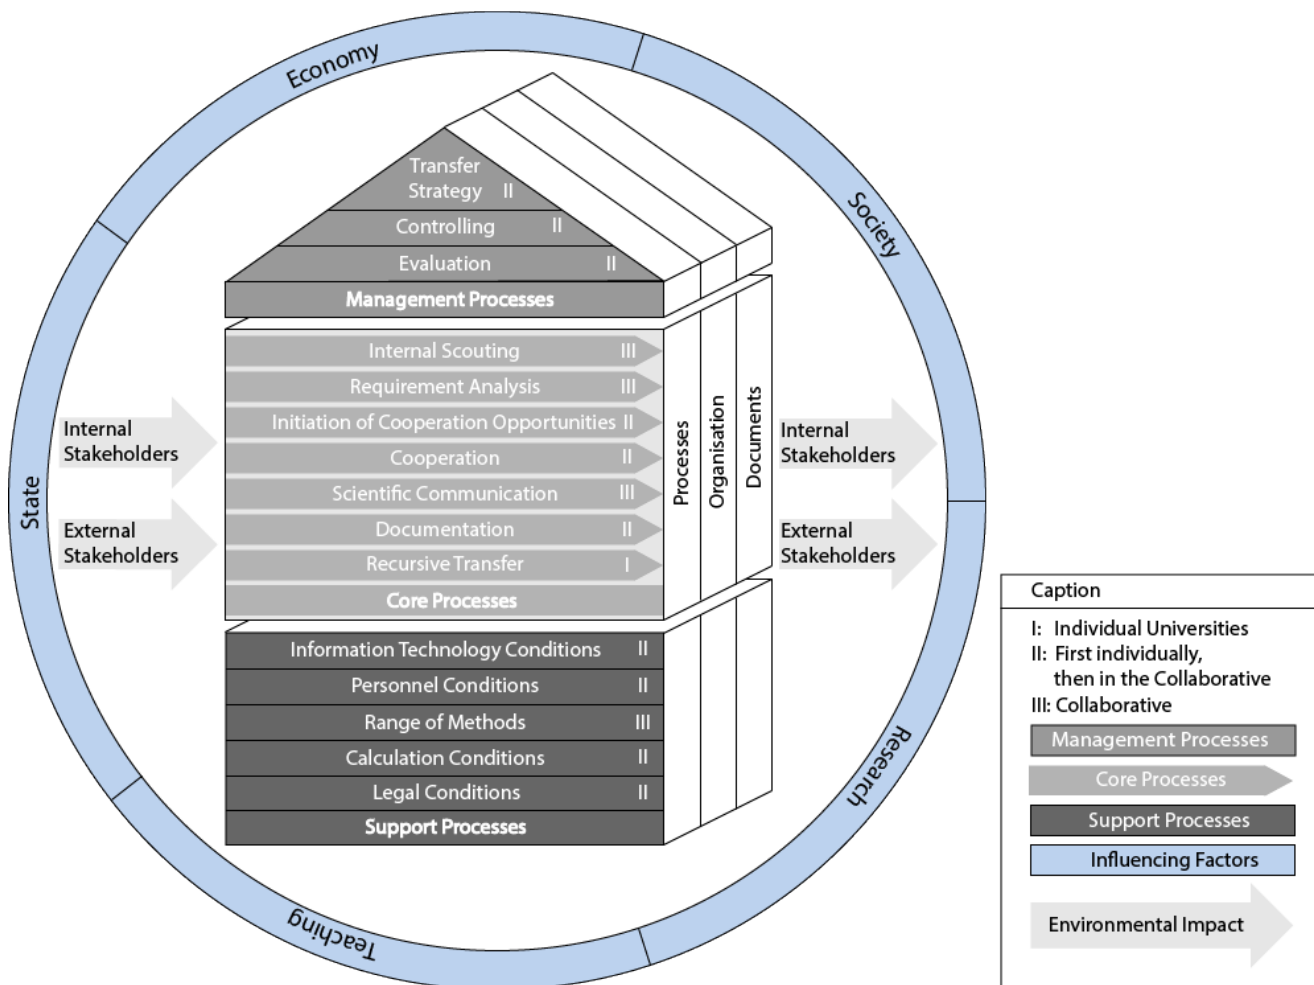 Economy
Society
State
Research
Teaching
Transfer
Strategy II
Controlling II
Evaluation II
Management Processes
Internal Scouting III
Requirement Analysis III
Initiation of Cooperation Opportunities II
Cooperation II
Scientific Communication III
Documentation II
Recursive Transfer I
Core Processes
Information Technology Conditions II
Personnel Conditions II
Range of Methods III
Calculation Conditions II
Legal Conditions II
Support Processes
Processes
Organisation
Documents
Internal
Stakeholders
External
Stakeholders
Internal
Stakeholders
External
Stakeholders
Caption
I: Individual Universities
II: First individually,
then in the Collaborative
III: Collaborative
Management Processes
Core Processes
Support Processes
Influencing Factors
Environmental Impact